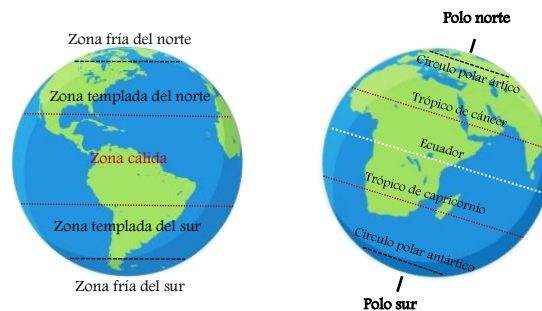 Zona fría del norte
Zona templada del norte
Zona cálida
Zona templada del sur
Zona fría del sur
Polo norte
Círculo polar ártico
Trópico de cáncer
Ecuador
Trópico de capricornio
Círculo polar antártico
Polo sur